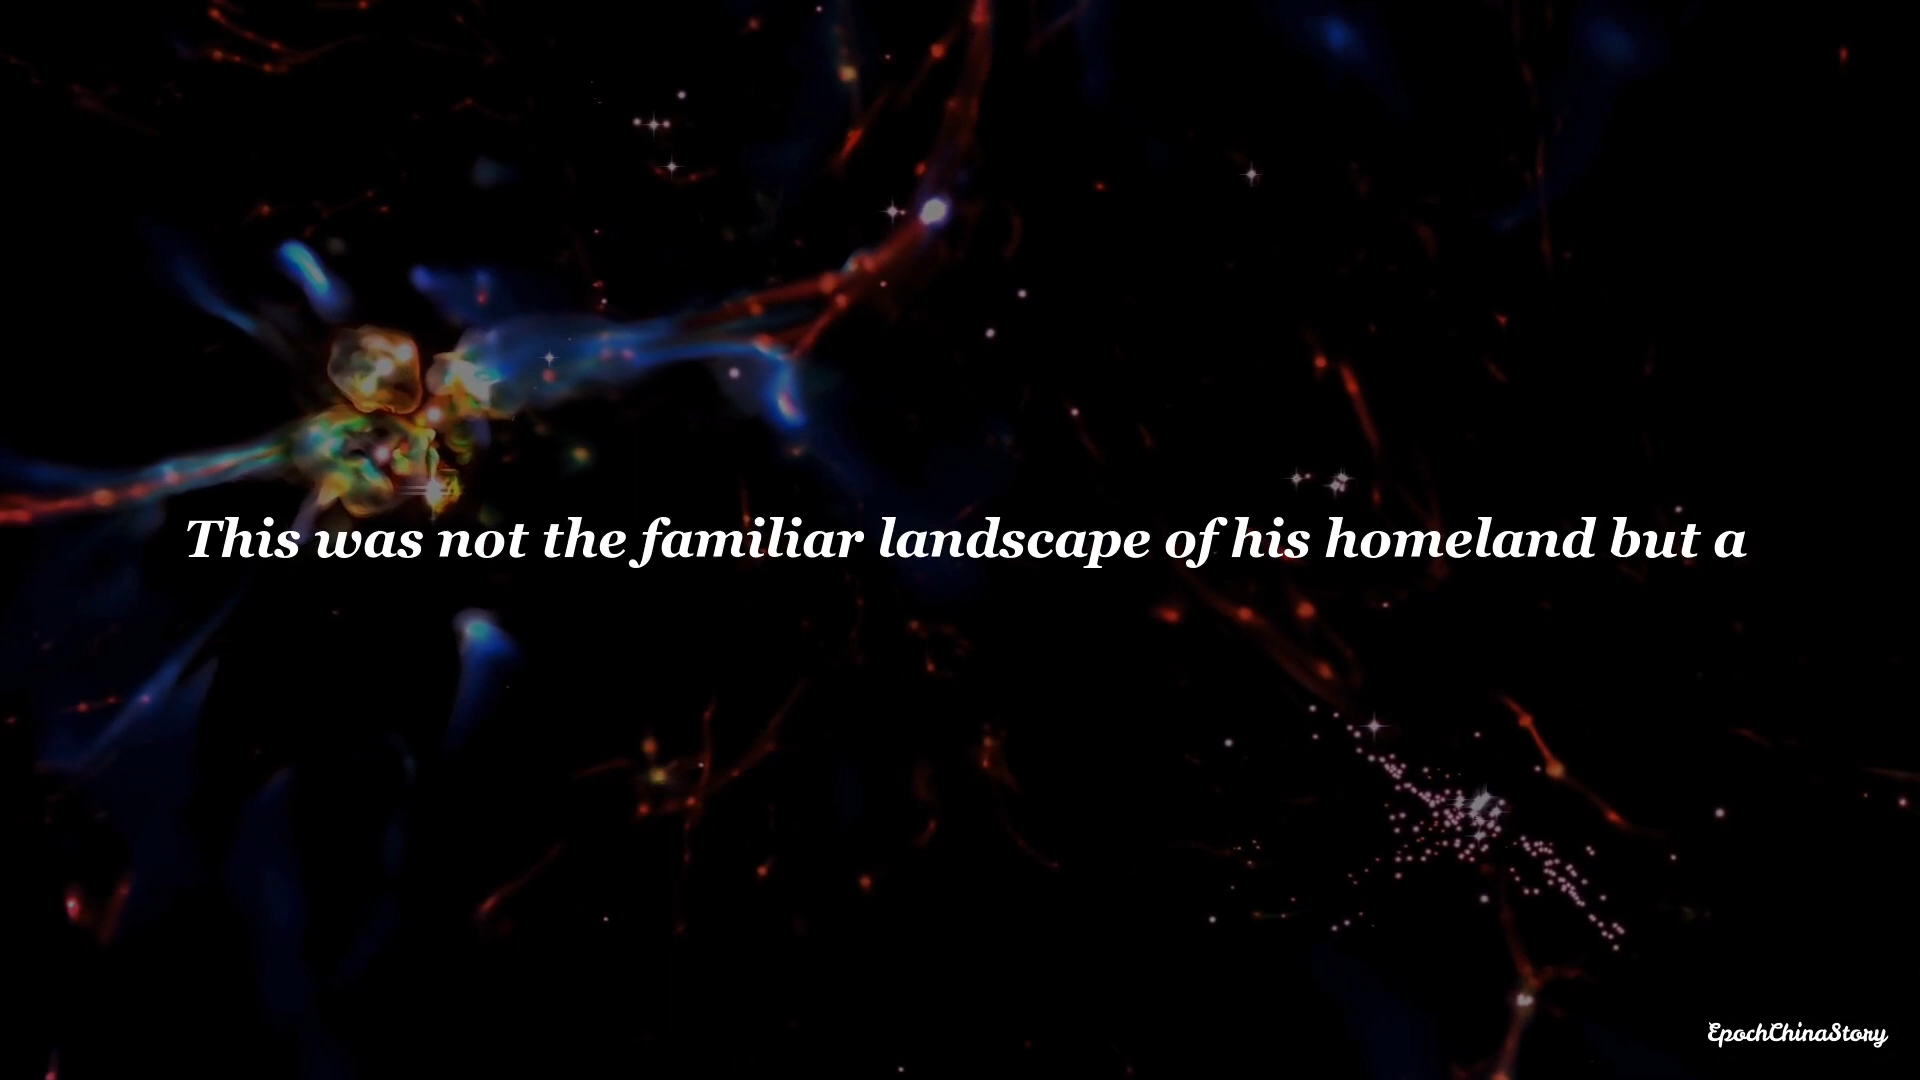 This was not the familiar landscape of his homeland but a
EpochChinaStory